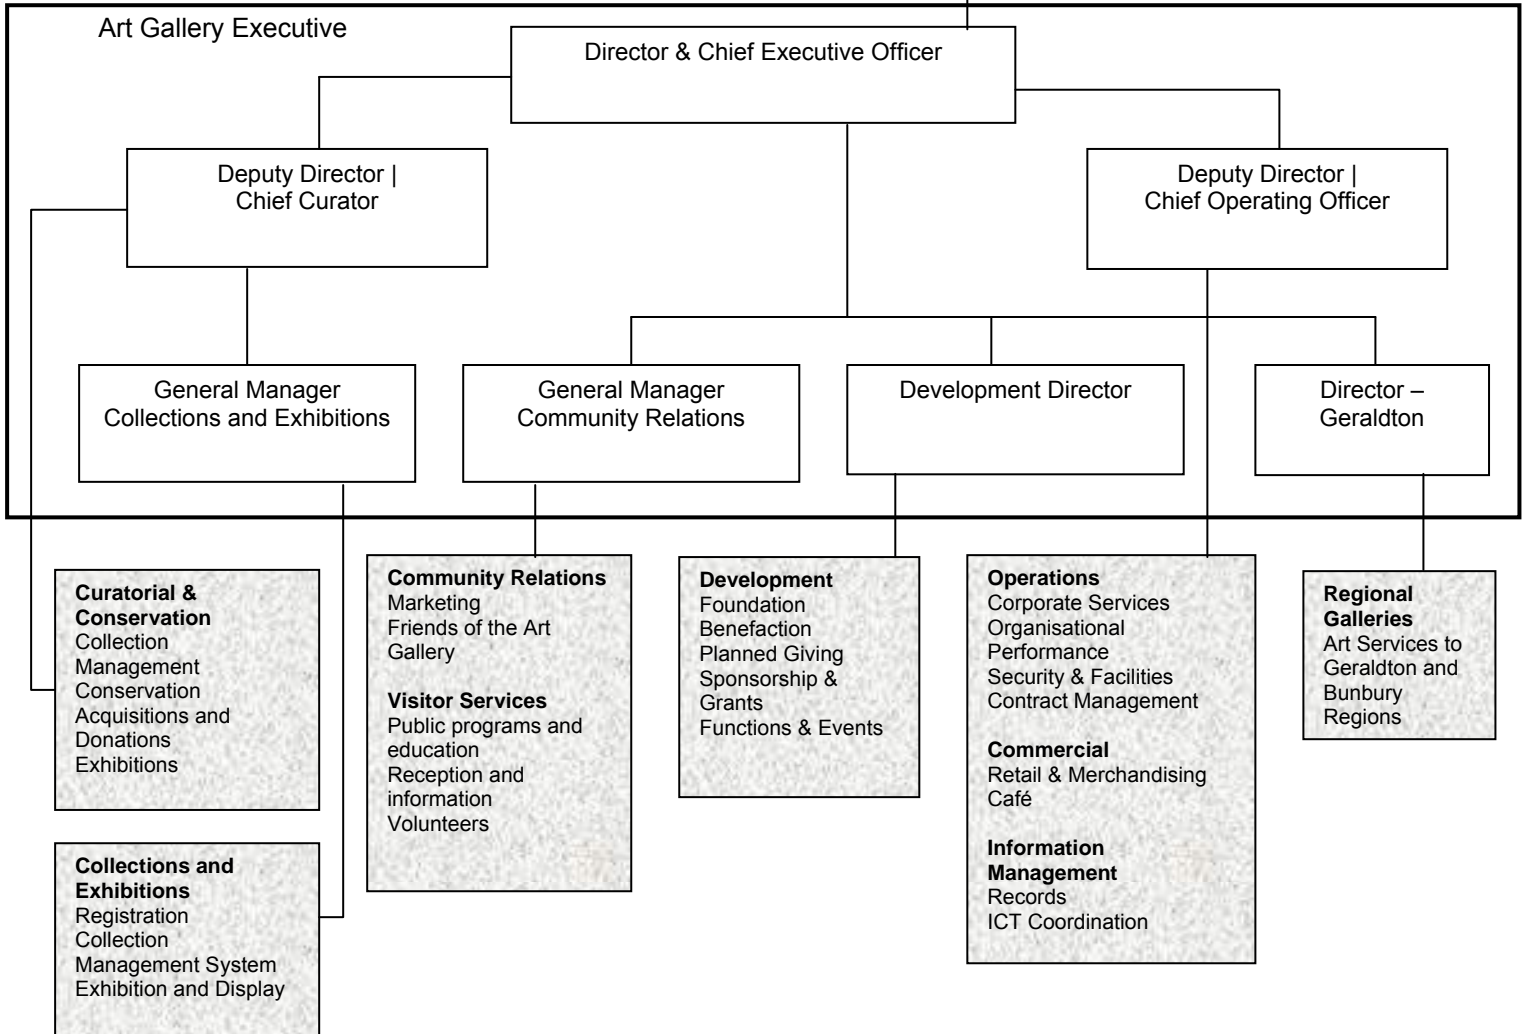 Art Gallery Executive
Director & Chief Executive Officer
Deputy Director |
Chief Curator
Deputy Director |
Chief Operating Officer
General Manager
Collections and Exhibitions
General Manager
Community Relations
Development Director
Director –
Geraldton
Curatorial &
Conservation
Collection
Management
Conservation
Acquisitions and
Donations
Exhibitions
Collections and
Exhibitions
Registration
Collection
Management System
Exhibition and Display
Community Relations
Marketing
Friends of the Art
Gallery
Visitor Services
Public programs and
education
Reception and
information
Volunteers
Development
Foundation
Benefaction
Planned Giving
Sponsorship &
Grants
Functions & Events
Operations
Corporate Services
Organisational
Performance
Security & Facilities
Contract Management
Commercial
Retail & Merchandising
Café
Information
Management
Records
ICT Coordination
Regional
Galleries
Art Services to
Geraldton and
Bunbury
Regions